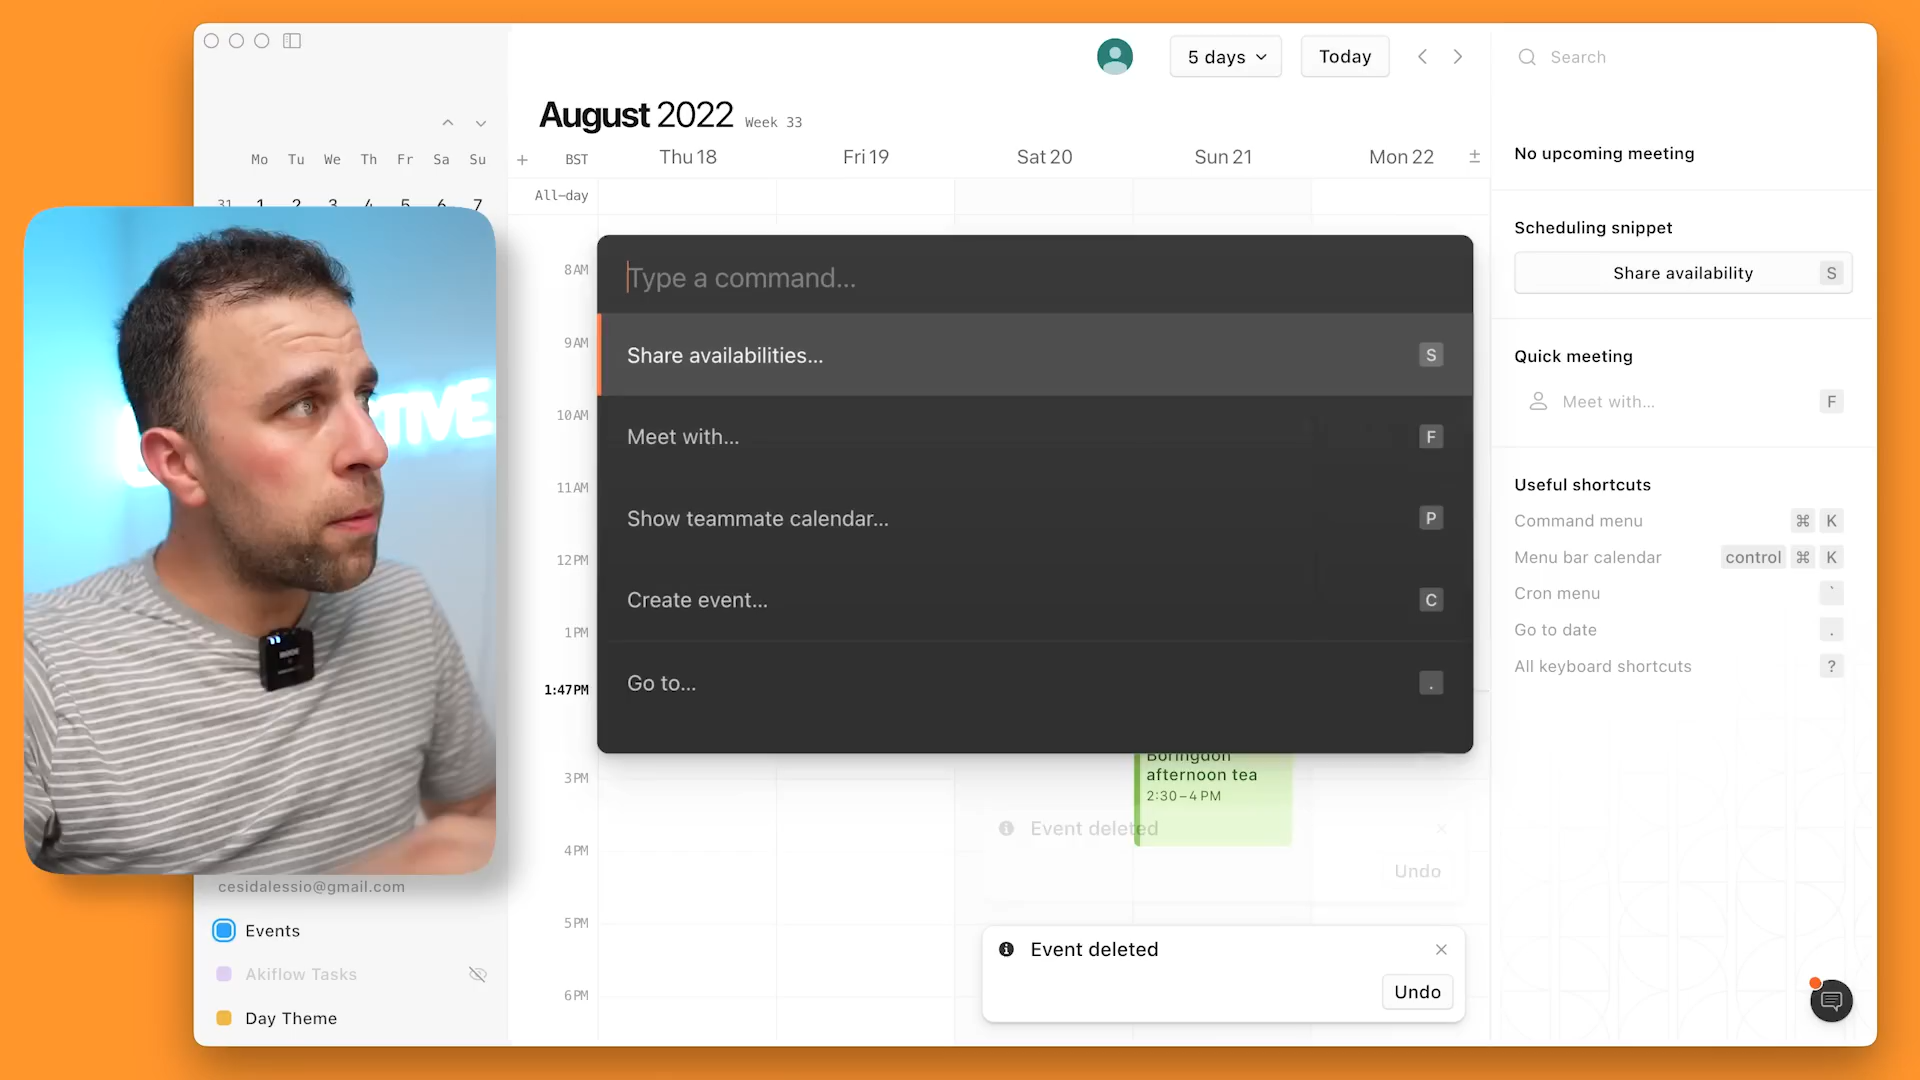 5 days
Today
Search
August 2022 Week 33
Mo Tu We Th Fr Sa Su
+ BST Thu 18 Fri 19 Sat 20 Sun 21 Mon 22 ±
No upcoming meeting
All-day
31 1 2 3 4 5 6 7
Scheduling snippet
Share availability S
8 AM
Type a command...
9 AM
Share availabilities... S
Quick meeting
Meet with... F
10 AM
Meet with... F
11 AM
Show teammate calendar... P
Useful shortcuts
Command menu ⌘ K
Menu bar calendar control ⌘ K
12 PM
Cron menu `
Create event... C
Go to date .
1 PM
All keyboard shortcuts ?
TIVE
RODE
1:47 PM
Go to... .
Boringdon
afternoon tea
2:30–4 PM
3 PM
Event deleted
4 PM
Undo
cesidalessio@gmail.com
5 PM
Events
Event deleted
Akiflow Tasks
6 PM
Undo
Day Theme